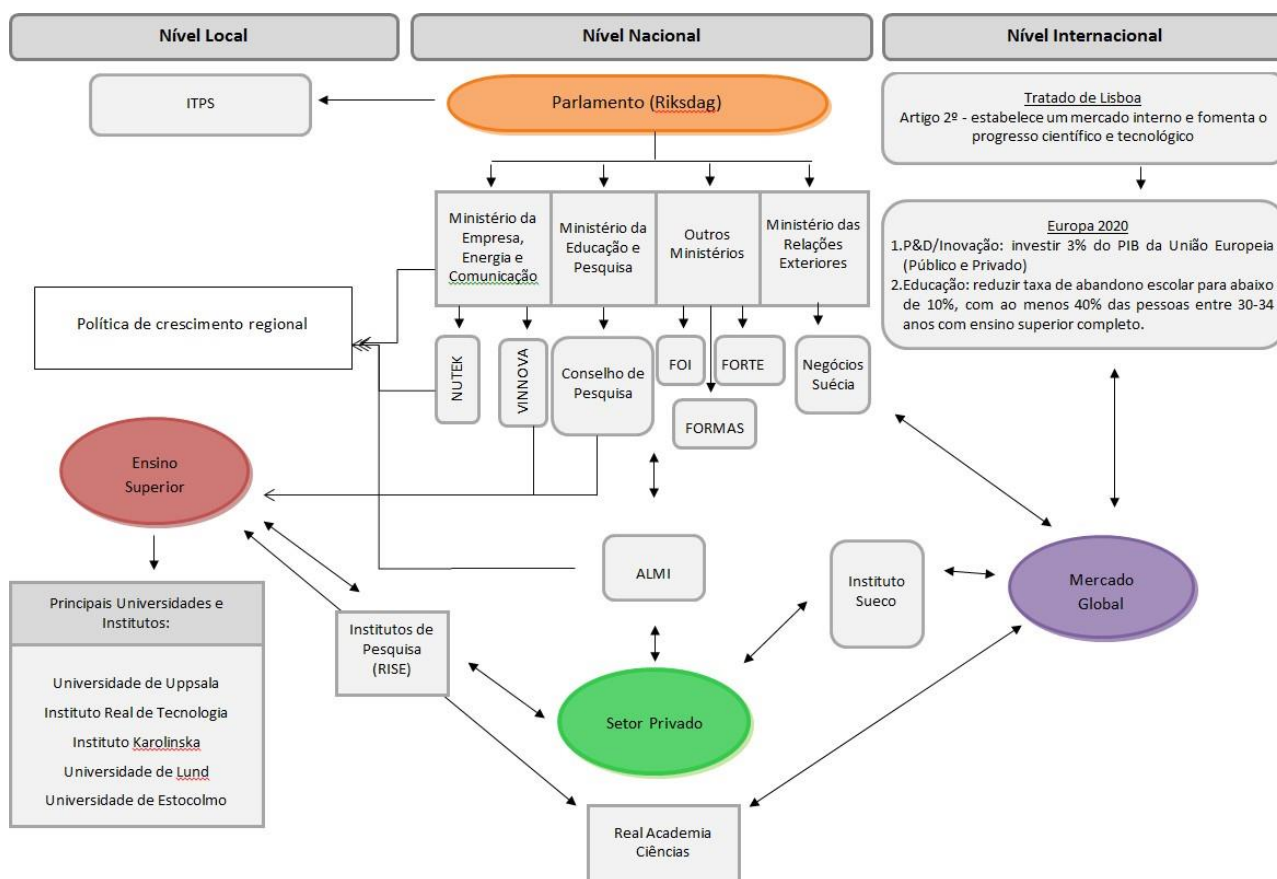 Nível Local
Nível Nacional
Nível Internacional
ITPS
Parlamento (Riksdag)
Tratado de Lisboa
Artigo 2º - estabelece um mercado interno e fomenta o
progresso científico e tecnológico
Ministério da
Empresa,
Energia e
Comunicação
Ministério da
Educação e
Pesquisa
Outros
Ministérios
Ministério das
Relações
Exteriores
Europa 2020
1.P&D/Inovação: investir 3% do PIB da União Europeia
(Público e Privado)
2.Educação: reduzir taxa de abandono escolar para abaixo
de 10%, com ao menos 40% das pessoas entre 30-34
anos com ensino superior completo.
Política de crescimento regional
NUTEK
VINNOVA
Conselho de
Pesquisa
FOI
FORTE
FORMAS
Negócios
Suécia
Ensino
Superior
ALMI
Instituto
Sueco
Mercado
Global
Principais Universidades e
Institutos:
Universidade de Uppsala
Instituto Real de Tecnologia
Instituto Karolinska
Universidade de Lund
Universidade de Estocolmo
Institutos de
Pesquisa
(RISE)
Setor Privado
Real Academia
Ciências